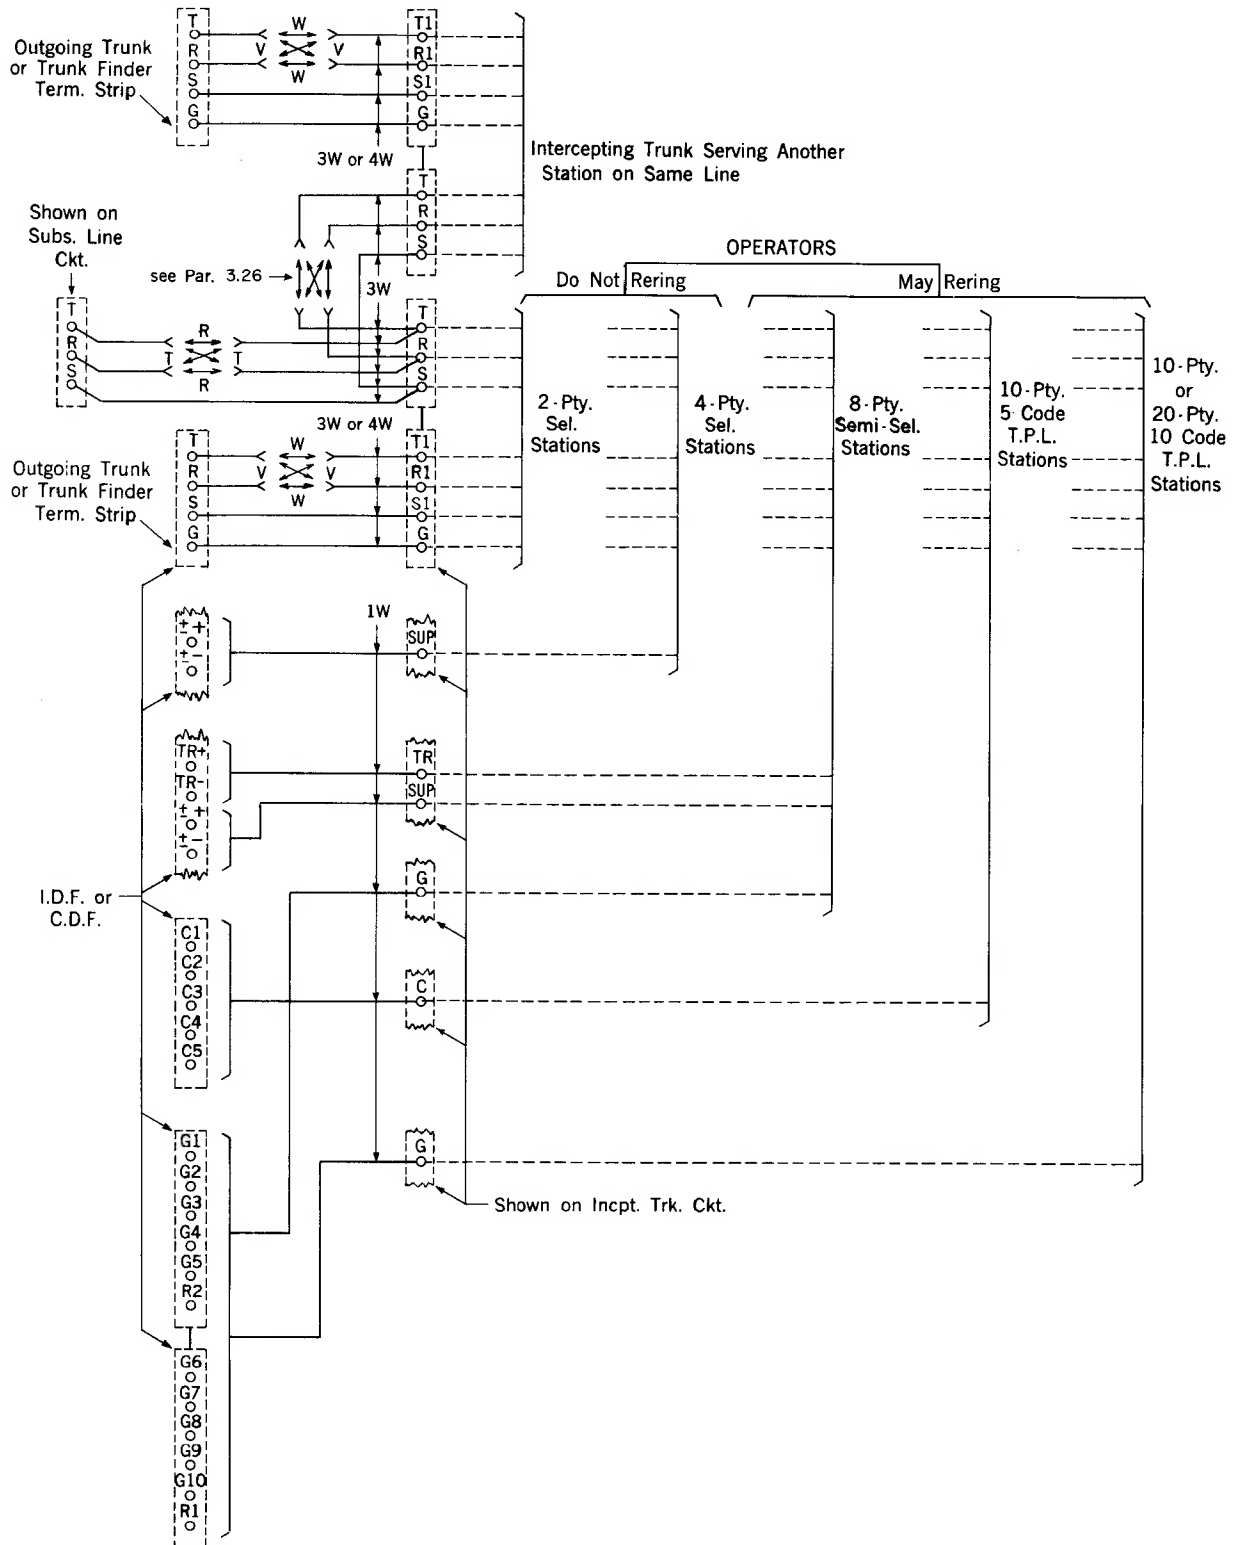 T
R
S
G
W
V
V
W
T1
R1
S1
G
Outgoing Trunk
or Trunk Finder
Term. Strip
3W or 4W
Intercepting Trunk Serving Another
Station on Same Line
T
R
S
Shown on
Subs. Line
Ckt.
see Par. 3.26
3W
OPERATORS
Do Not Rering
May Rering
T
R
S
R
T
T
R
T
R
S
2-Pty.
Sel.
Stations
4-Pty.
Sel.
Stations
8-Pty.
Semi-Sel.
Stations
10-Pty.
5 Code
T.P.L.
Stations
10-Pty.
or
20-Pty.
10 Code
T.P.L.
Stations
3W or 4W
Outgoing Trunk
or Trunk Finder
Term. Strip
T
R
S
G
W
V
V
W
T1
R1
S1
G
1W
±+
±-
SUP
TR+
TR-
±+
±-
TR
SUP
G
I.D.F. or
C.D.F.
C1
C2
C3
C4
C5
C
G1
G2
G3
G4
G5
R2
G
Shown on Incpt. Trk. Ckt.
G6
G7
G8
G9
G10
R1